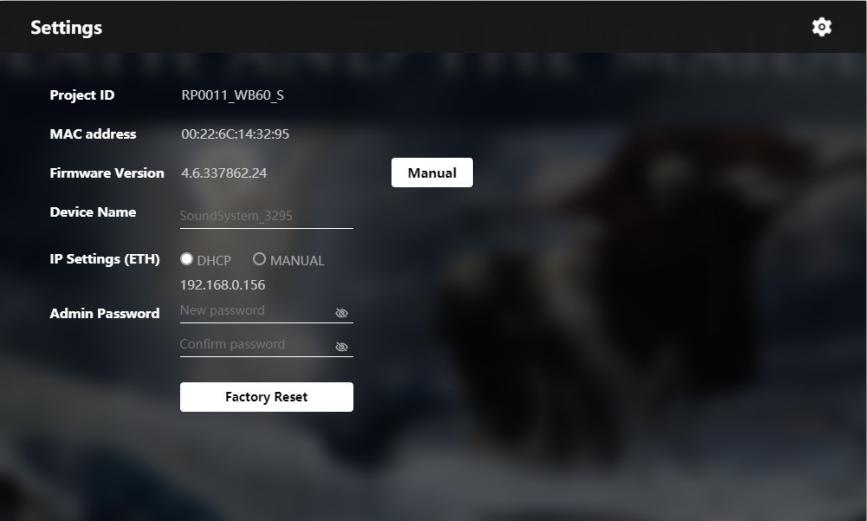 Settings
Project ID RP0011_WB60_S
MAC address 00:22:6C:14:32:95
Firmware Version 4.6.337862.24 Manual
Device Name SoundSystem_3295
IP Settings (ETH) DHCP MANUAL
192.168.0.156
Admin Password New password
Confirm password
Factory Reset